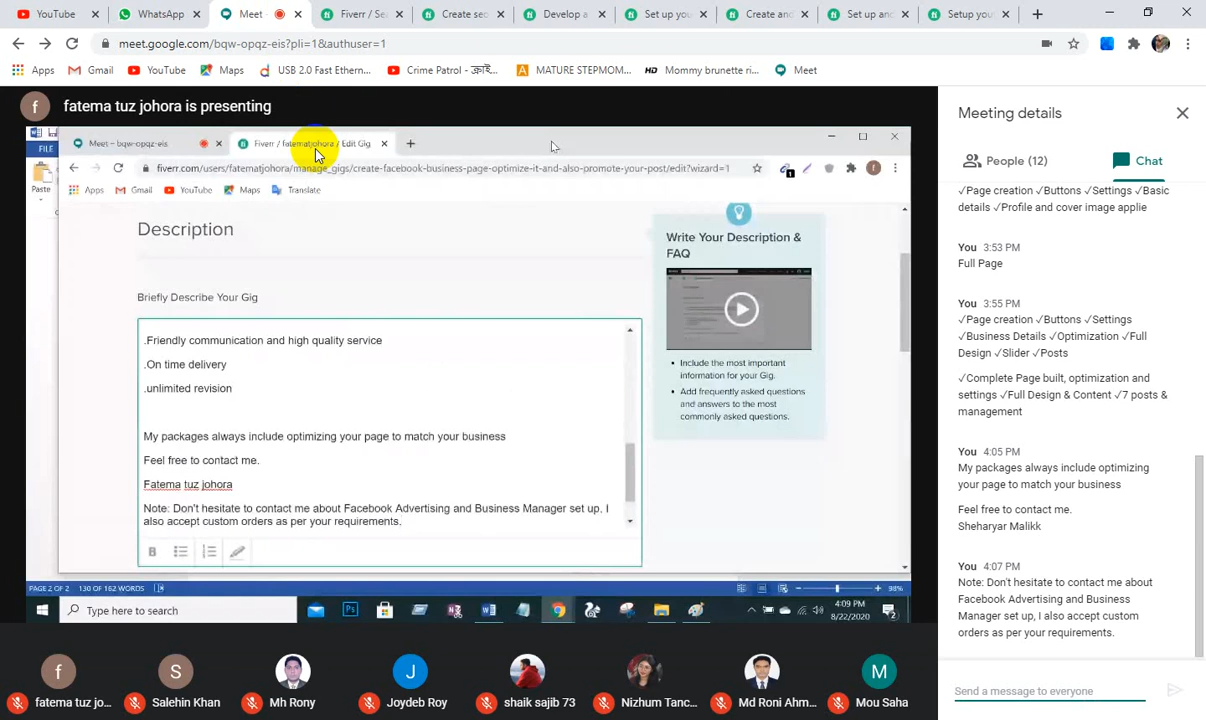 YouTube
WhatsApp
Meet -
Fiverr / Sea
Create seo
Develop a
Set up you
Create an
Set up an
Setup you
meet.google.com/bqw-opqz-eis?pli=1&authuser=1
Apps
Gmail
YouTube
Maps
USB 2.0 Fast Ethern...
Crime Patrol - ক্রাই...
MATURE STEPMOM...
HD Mommy brunette ri...
Meet
f
fatema tuz johora is presenting
FILE
Paste
Meet – bqw-opqz-eis
Fiverr / fatematjohora / Edit Gig
fiverr.com/users/fatematjohora/manage_gigs/create-facebook-business-page-optimize-it-and-also-promote-your-post/edit?wizard=1
f
Apps
Gmail
YouTube
Maps
Translate
Description
Briefly Describe Your Gig
.Friendly communication and high quality service
.On time delivery
.unlimited revision
My packages always include optimizing your page to match your business
Feel free to contact me.
Fatema tuz johora
Note: Don't hesitate to contact me about Facebook Advertising and Business Manager set up, I
also accept custom orders as per your requirements.
B
Write Your Description &
FAQ
• Include the most important
information for your Gig.
• Add frequently asked questions
and answers to the most
commonly asked questions.
PAGE 2 OF 2
130 OF 162 WORDS
98%
Type here to search
4:09 PM
8/22/2020
2
f
S
J
M
fatema tuz jo...
Salehin Khan
Mh Rony
Joydeb Roy
shaik sajib 73
Nizhum Tanc...
Md Roni Ahm...
Mou Saha
Meeting details
People (12)
Chat
✓Page creation ✓Buttons ✓Settings ✓Basic
details ✓Profile and cover image applie
You 3:53 PM
Full Page
You 3:55 PM
✓Page creation ✓Buttons ✓Settings
✓Business Details ✓Optimization ✓Full
Design ✓Slider ✓Posts
✓Complete Page built, optimization and
settings ✓Full Design & Content ✓7 posts &
management
You 4:05 PM
My packages always include optimizing
your page to match your business
Feel free to contact me.
Sheharyar Malikk
You 4:07 PM
Note: Don't hesitate to contact me about
Facebook Advertising and Business
Manager set up, I also accept custom
orders as per your requirements.
Send a message to everyone